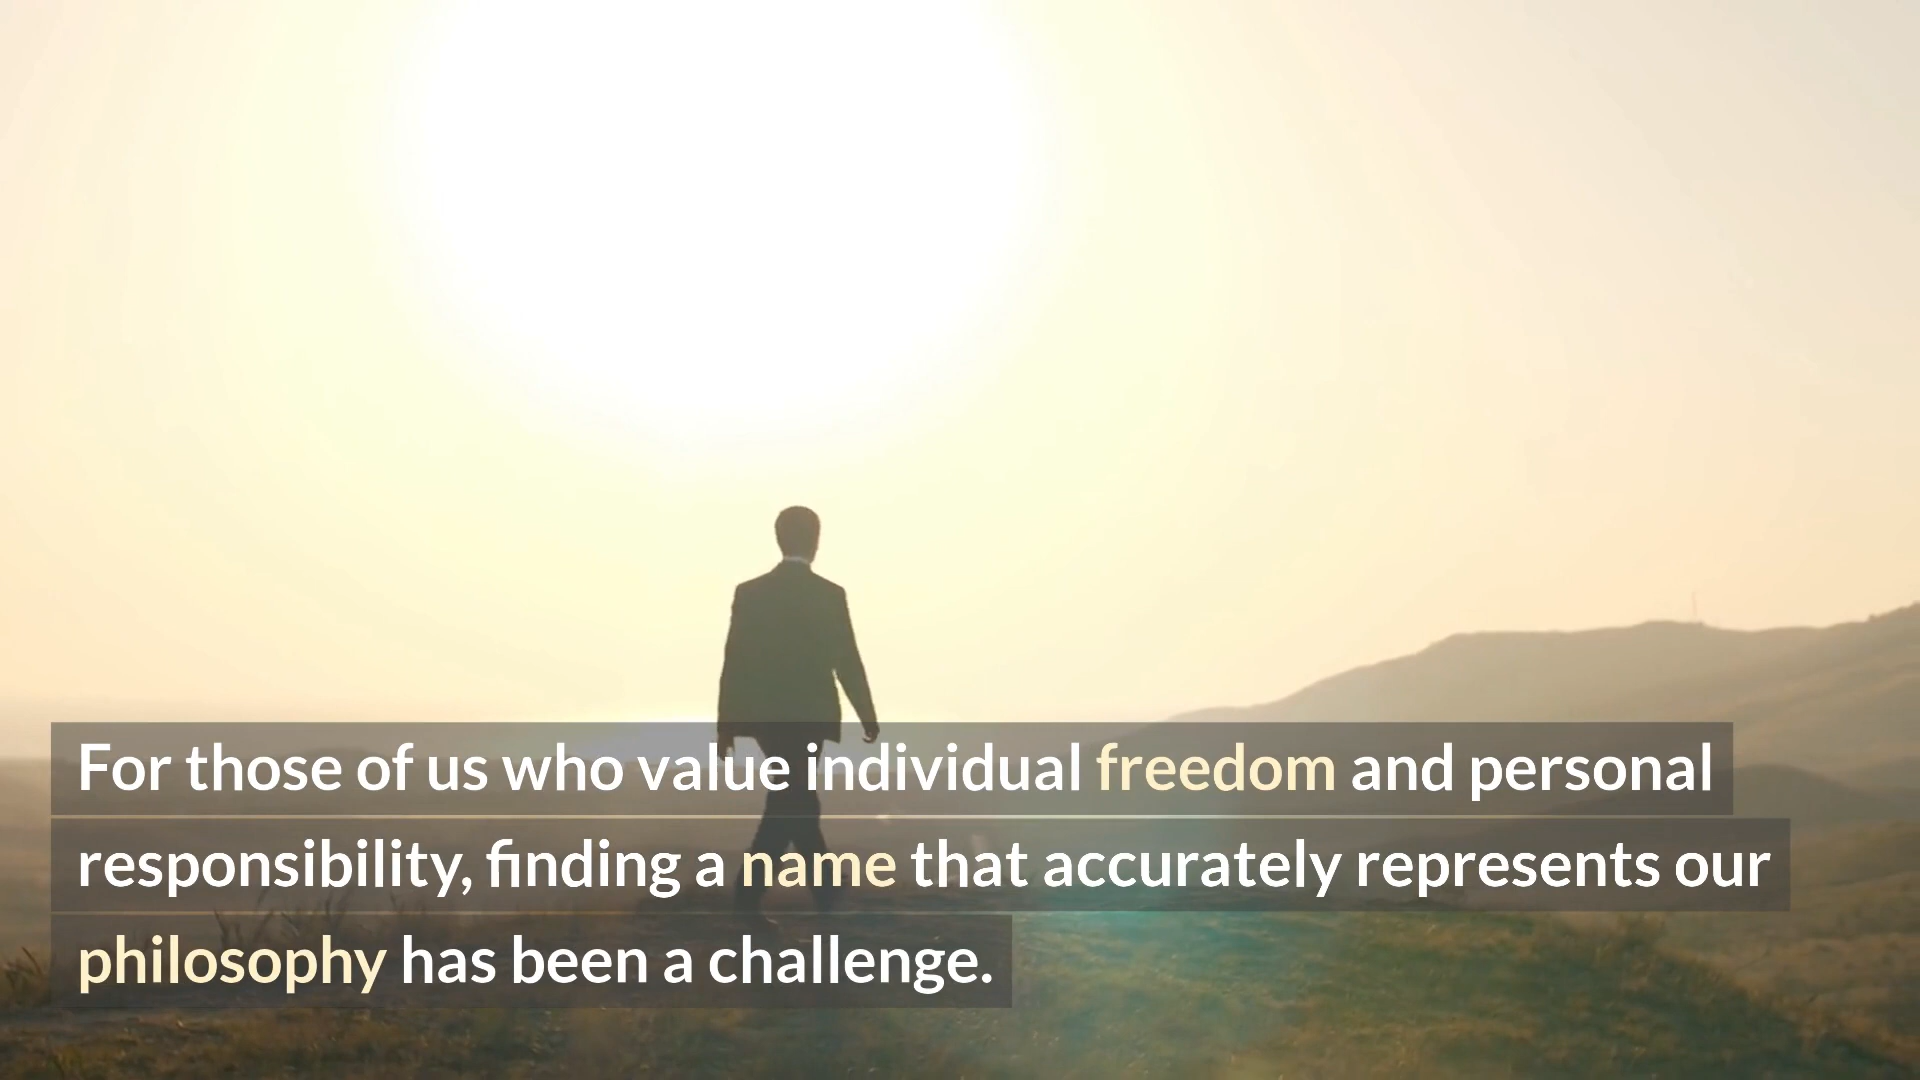 For those of us who value individual freedom and personal
responsibility, finding a name that accurately represents our
philosophy has been a challenge.